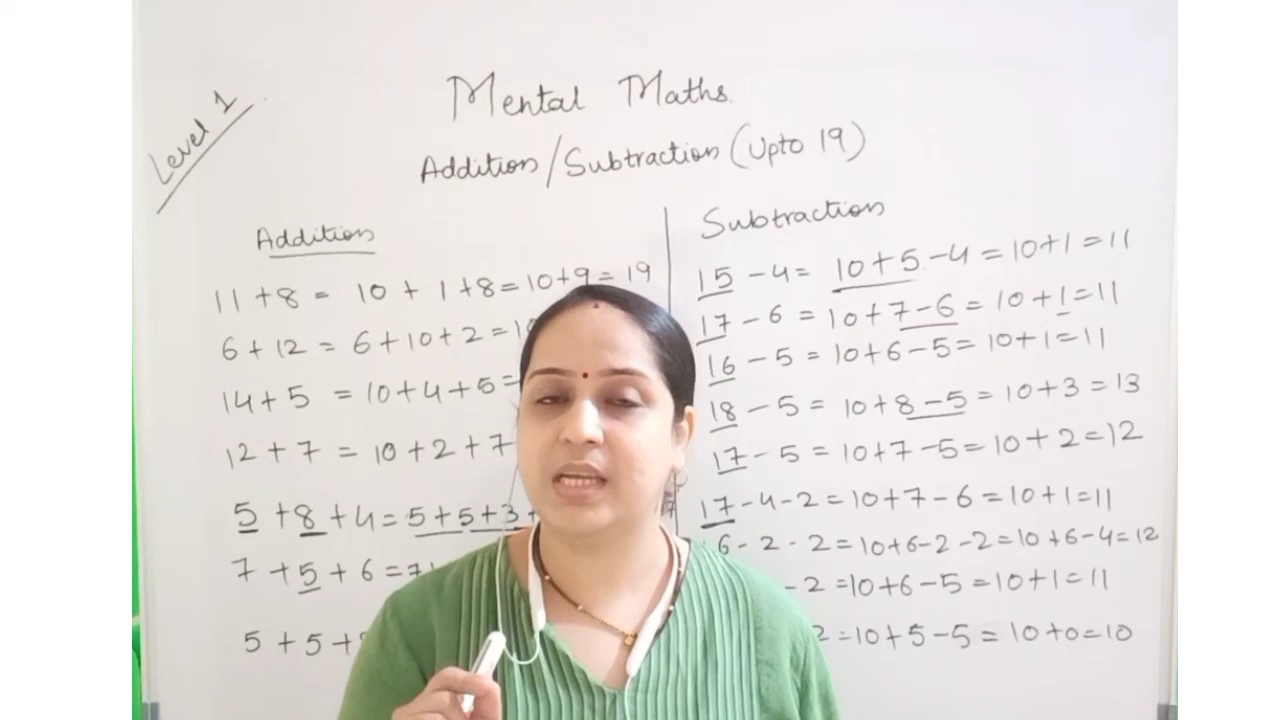 Level 1
Mental Maths.
Addition/Subtraction (Upto 19)
Addition
11 + 8 = 10 + 1 + 8 = 10 + 9 = 19
6 + 12 = 6 + 10 + 2 =
14 + 5 = 10 + 4 + 5 =
12 + 7 = 10 + 2 + 7
5 + 8 + 4 = 5 + 5 + 3 +
7 + 5 + 6 = 7
5 + 5 +
Subtraction
15 - 4 = 10 + 5 - 4 = 10 + 1 = 11
17 - 6 = 10 + 7 - 6 = 10 + 1 = 11
16 - 5 = 10 + 6 - 5 = 10 + 1 = 11
18 - 5 = 10 + 8 - 5 = 10 + 3 = 13
17 - 5 = 10 + 7 - 5 = 10 + 2 = 12
17 - 4 - 2 = 10 + 7 - 6 = 10 + 1 = 11
6 - 2 - 2 = 10 + 6 - 2 - 2 = 10 + 6 - 4 = 12
- 2 = 10 + 6 - 5 = 10 + 1 = 11
2 = 10 + 5 - 5 = 10 + 0 = 10